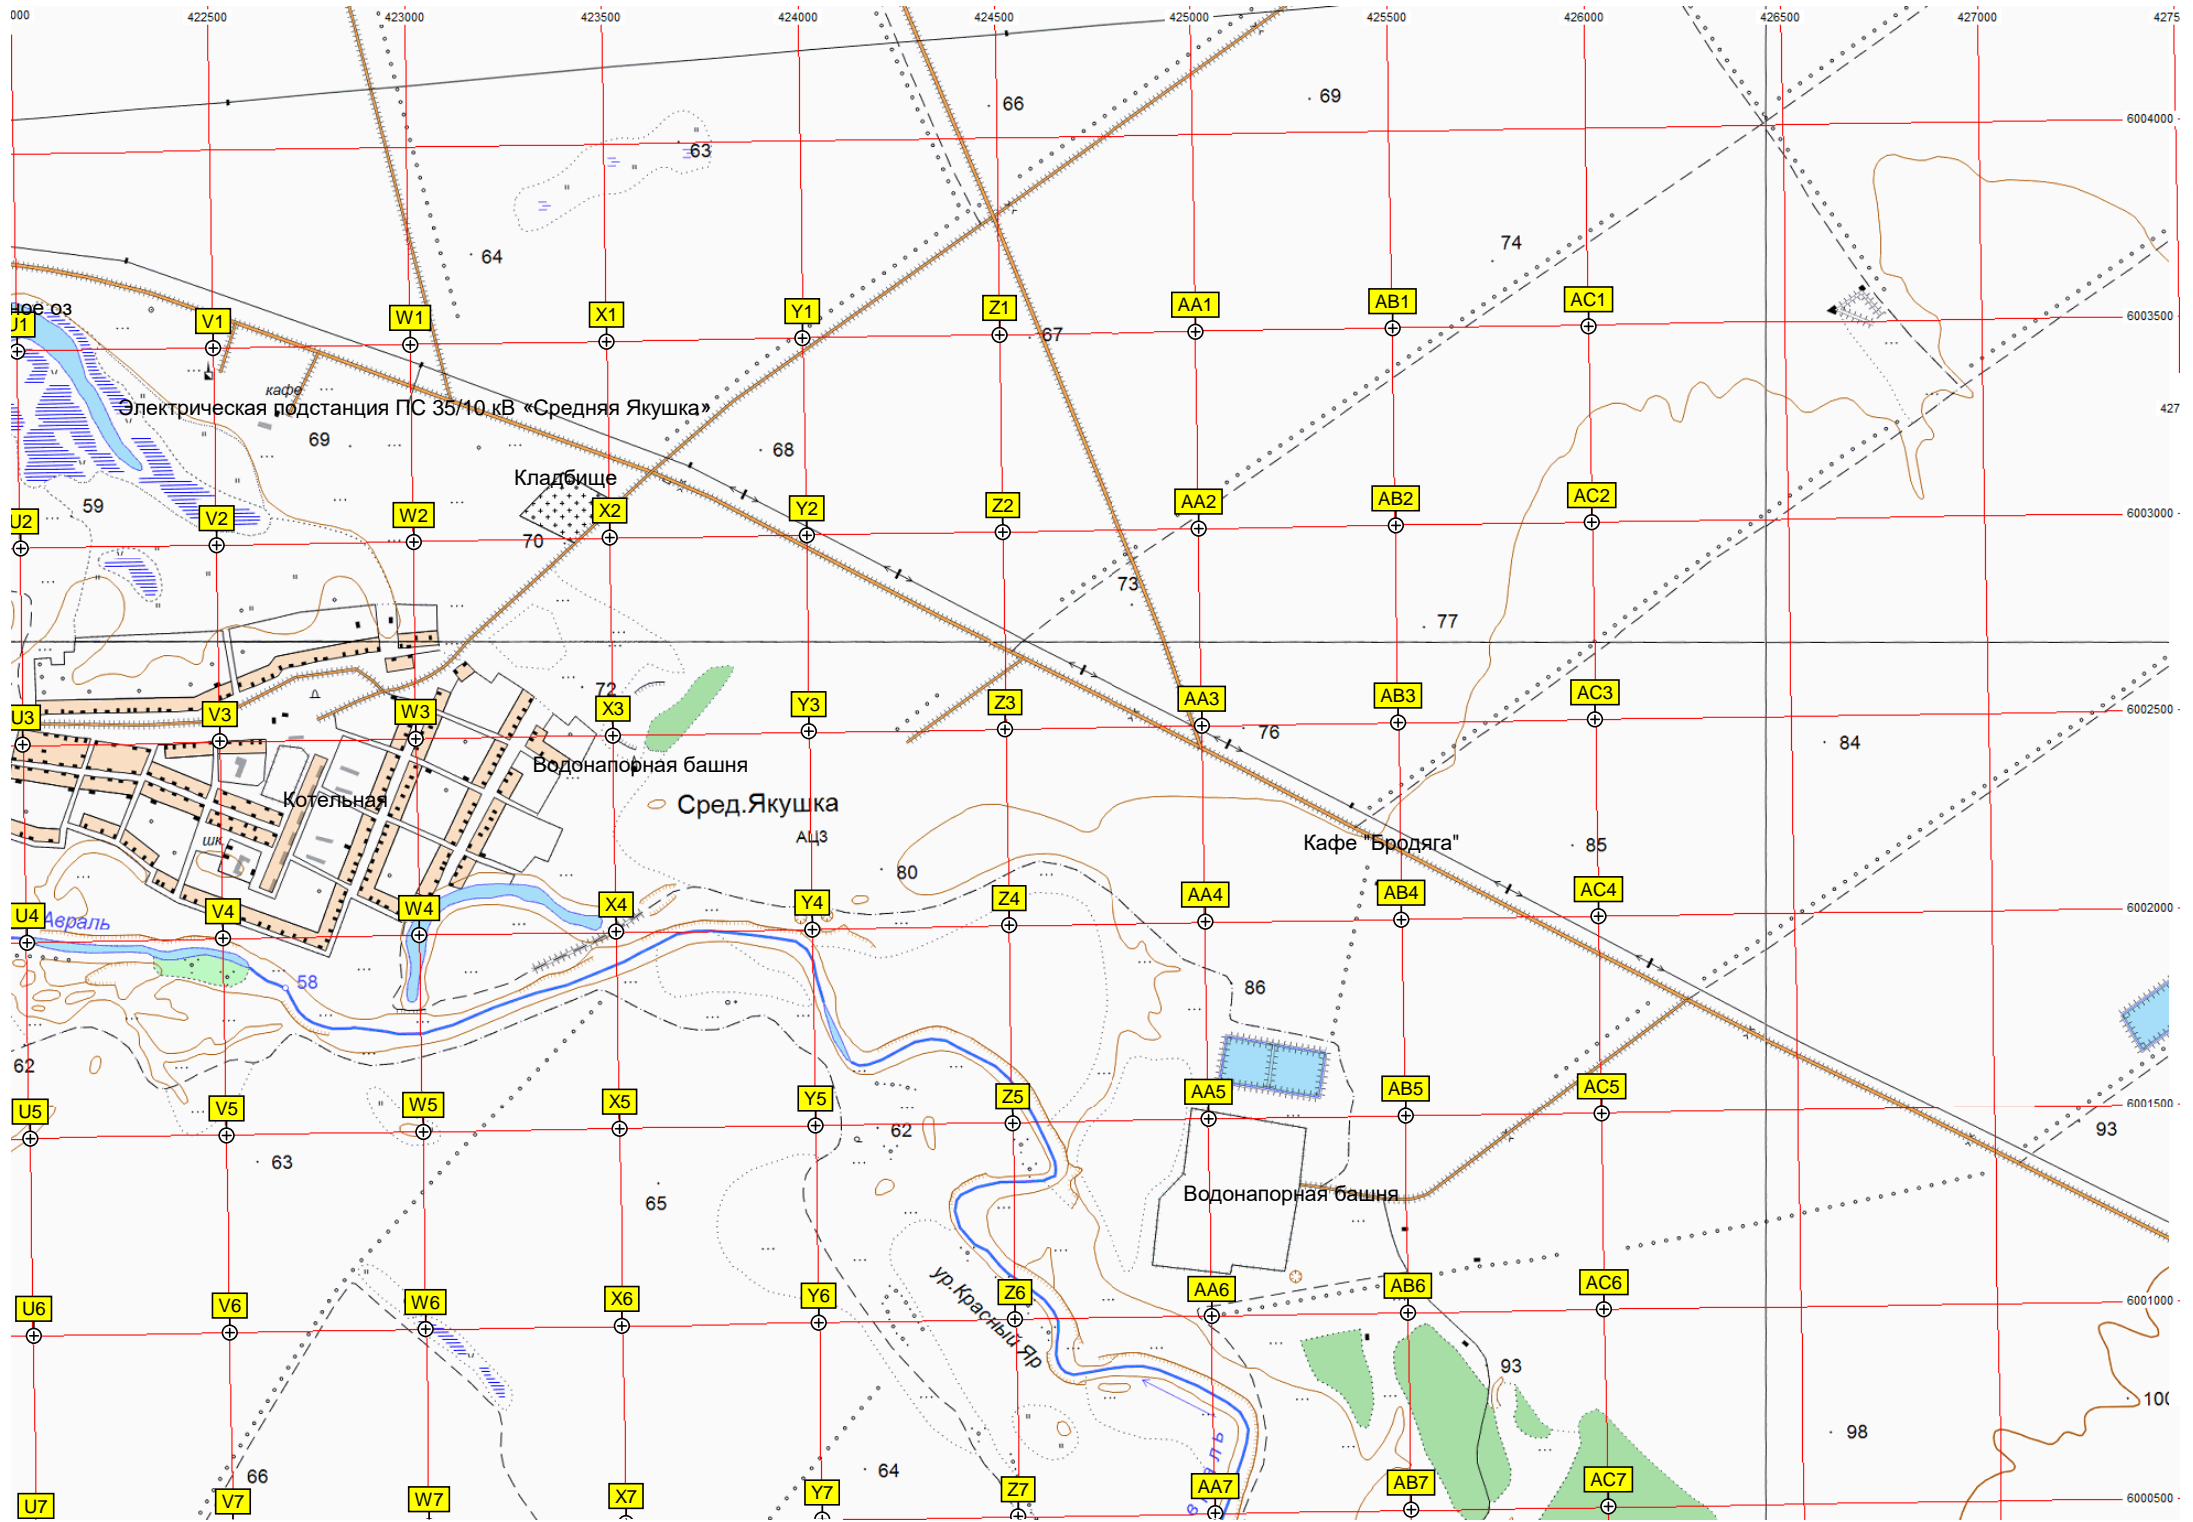 000 422500 423000 423500 424000 424500 425000 425500 426000 426500 427000 4275
66 69
6004000
63
74
64
ное оз
U1 V1 W1 X1 Y1 Z1 AA1 AB1 AC1
6003500
67
кафе
Электрическая подстанция ПС 35/10 кВ «Средняя Якушка»
427
69 68
Кладбище
59
U2 V2 W2 X2 Y2 Z2 AA2 AB2 AC2
6003000
70
73
77
72
U3 V3 W3 X3 Y3 Z3 AA3 AB3 AC3
6002500
76 84
Водонапорная башня
Котельная
Сред.Якушка
АЦЗ
шк.
Кафе "Бродяга"
85
80
U4 V4 W4 X4 Y4 Z4 AA4 AB4 AC4
6002000
Авраль
58
86
62
U5 V5 W5 X5 Y5 Z5 AA5 AB5 AC5
6001500
62 93
63
65
Водонапорная башня
ур.Красный Яр
U6 V6 W6 X6 Y6 Z6 AA6 AB6 AC6
6001000
93
100
98
64
66
U7 V7 W7 X7 Y7 Z7 AA7 AB7 AC7
6000500